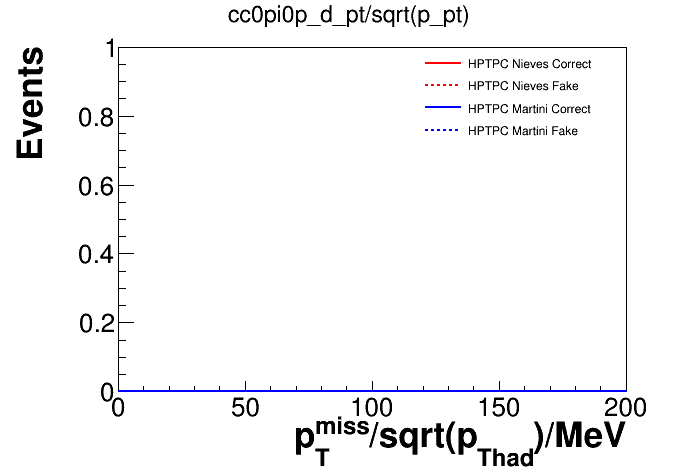 cc0pi0p_d_pt/sqrt(p_pt)
Events
1
0.8
0.6
0.4
0.2
0
HPTPC Nieves Correct
HPTPC Nieves Fake
HPTPC Martini Correct
HPTPC Martini Fake
0 50 100 150 200
p_T^miss/sqrt(p_Thad)/MeV